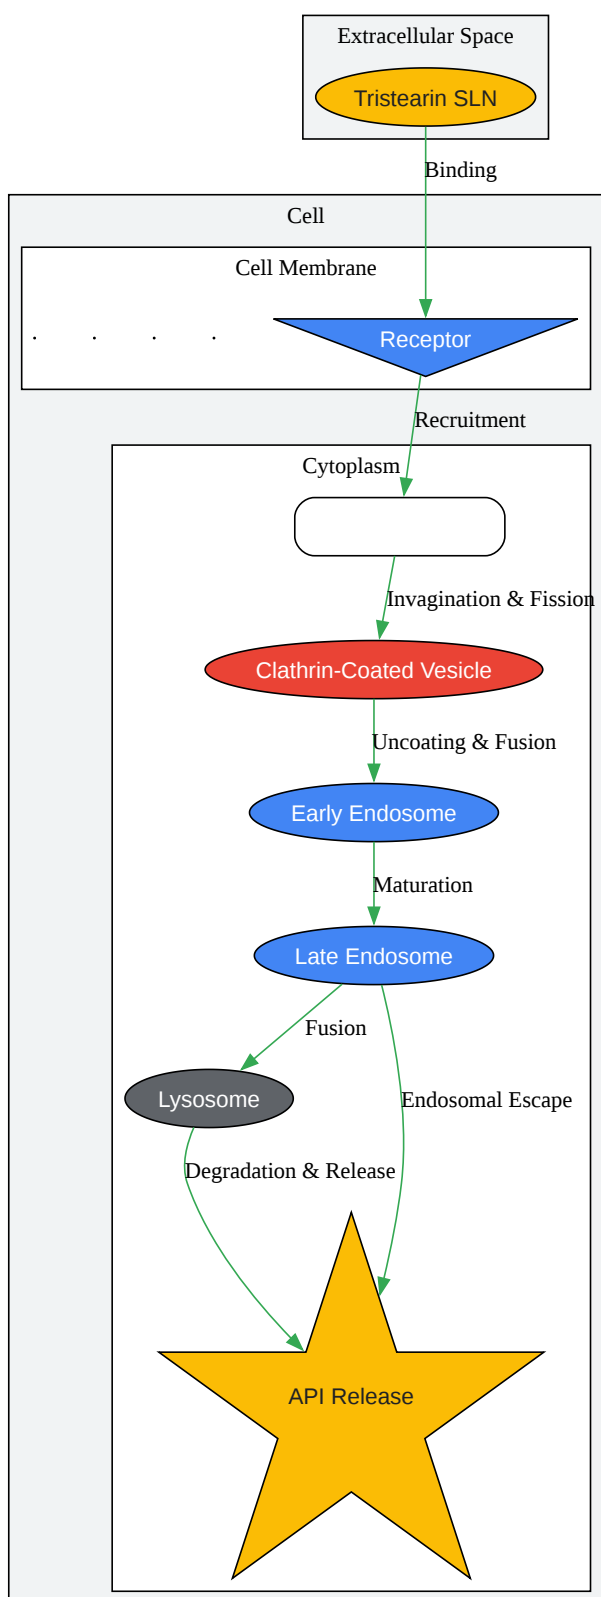 Extracellular Space
Tristearin SLN
Binding
Cell
Cell Membrane
. . . .
Receptor
Recruitment
Cytoplasm
Invagination & Fission
Clathrin-Coated Vesicle
Uncoating & Fusion
Early Endosome
Maturation
Late Endosome
Fusion
Lysosome
Endosomal Escape
Degradation & Release
API Release